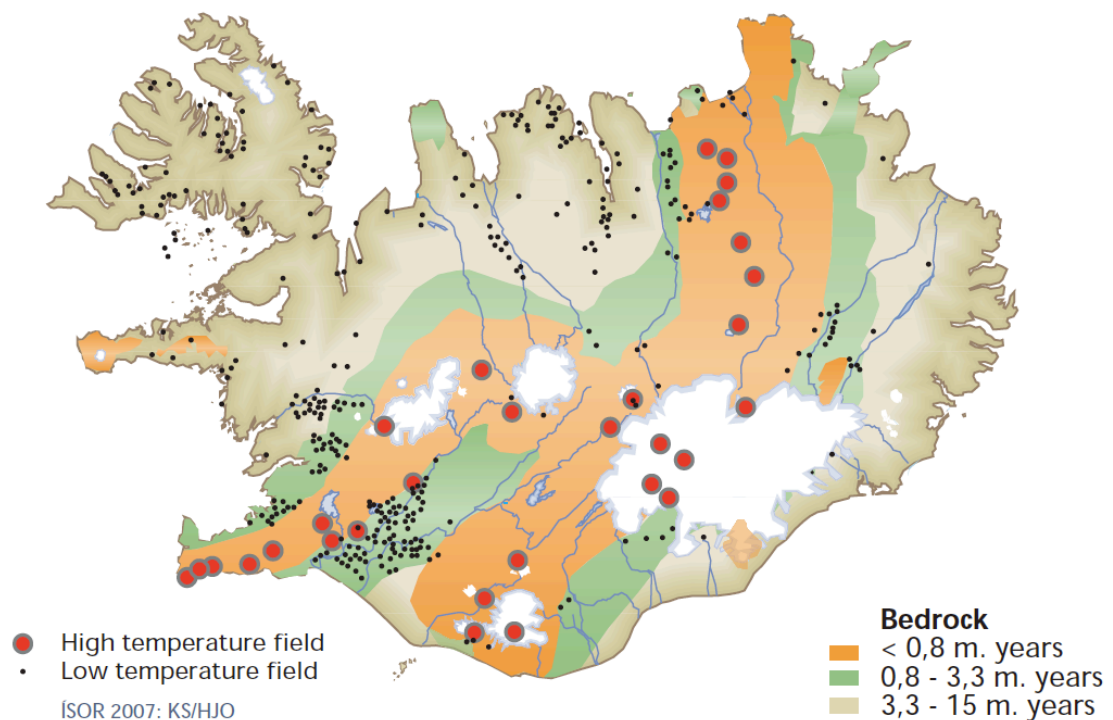 High temperature field
Low temperature field
ÍSOR 2007: KS/HJO
Bedrock
< 0,8 m. years
0,8 - 3,3 m. years
3,3 - 15 m. years